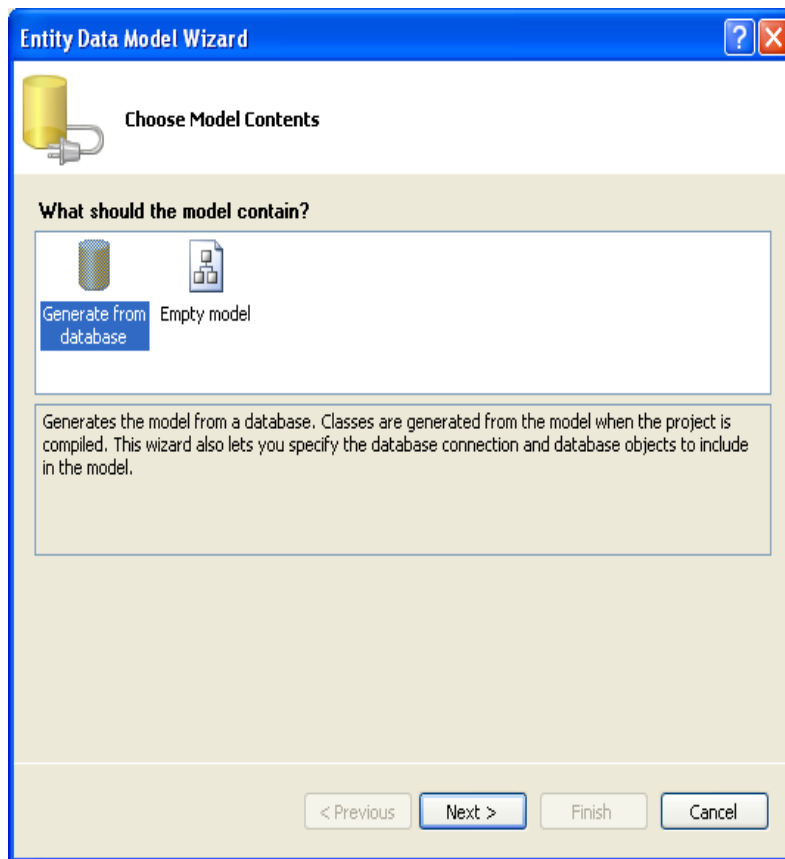 Entity Data Model Wizard
Choose Model Contents
What should the model contain?
Generate from
database
Empty model
Generates the model from a database. Classes are generated from the model when the project is
compiled. This wizard also lets you specify the database connection and database objects to include
in the model.
< Previous
Next >
Finish
Cancel